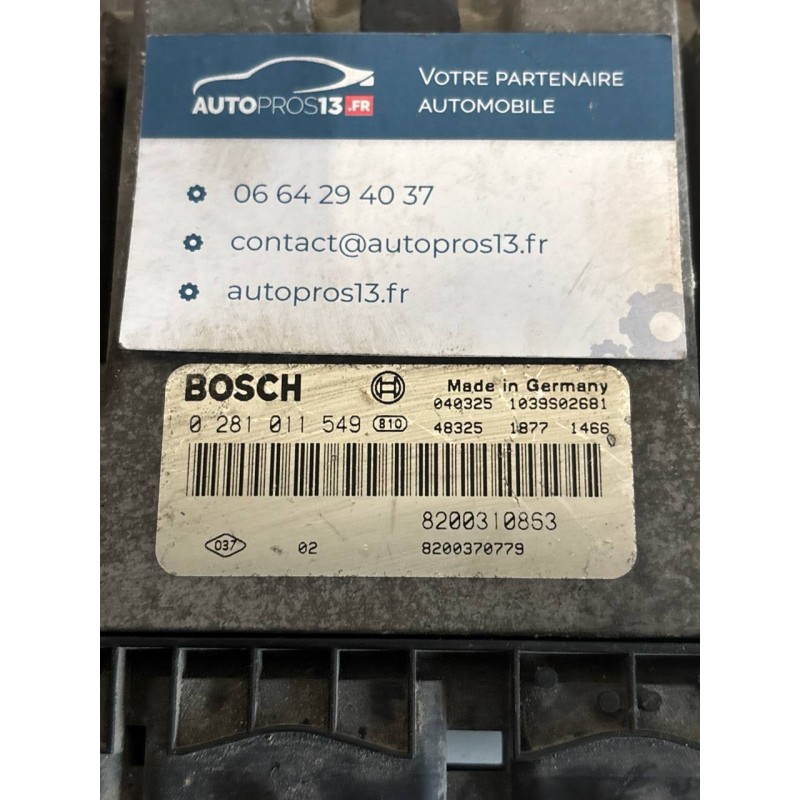 AUTOPROS13.FR
VOTRE PARTENAIRE
AUTOMOBILE
06 64 29 40 37
contact@autopros13.fr
autopros13.fr
BOSCH
Made in Germany
040325 1039S02681
0 281 011 549 810
48325 1877 1466
8200310863
037 02 8200370779